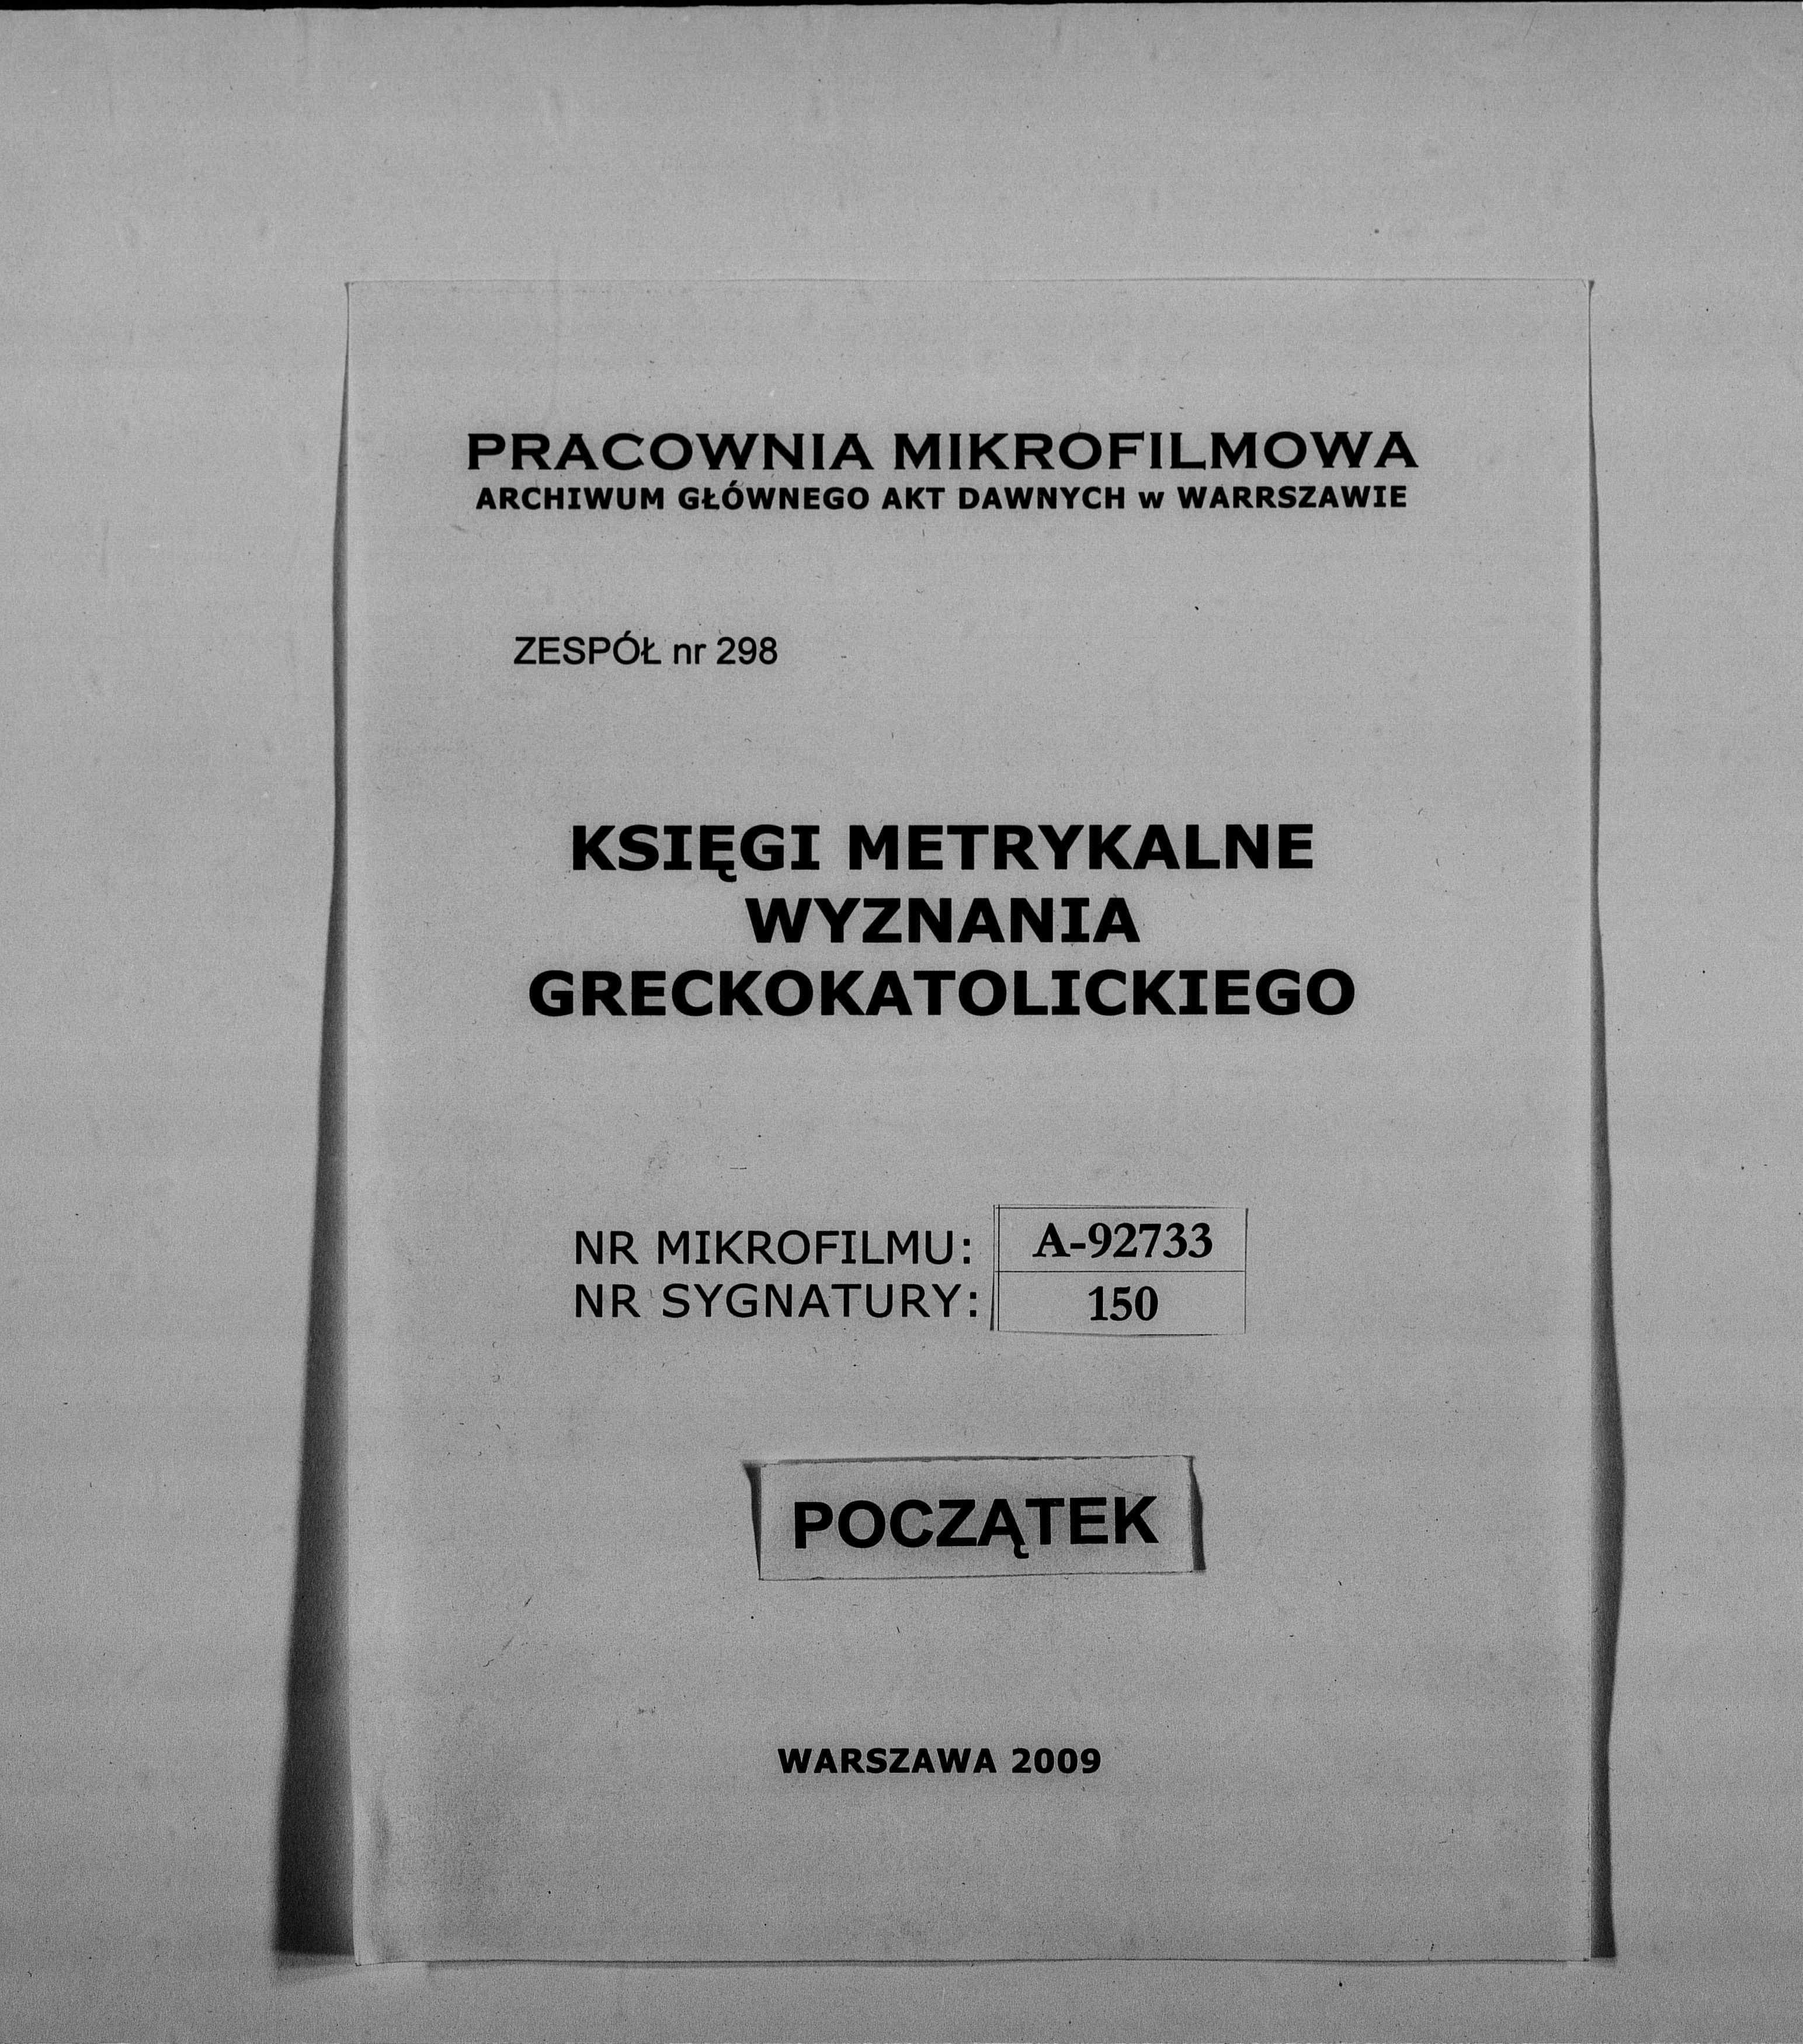 PRACOWNIA MIKROFILMOWA
ARCHIWUM GŁÓWNEGO AKT DAWNYCH w WARRSZAWIE
ZESPÓŁ nr 298
KSIĘGI METRYKALNE
WYZNANIA
GRECKOKATOLICKIEGO
NR MIKROFILMU: A-92733
NR SYGNATURY: 150
POCZĄTEK
WARSZAWA 2009